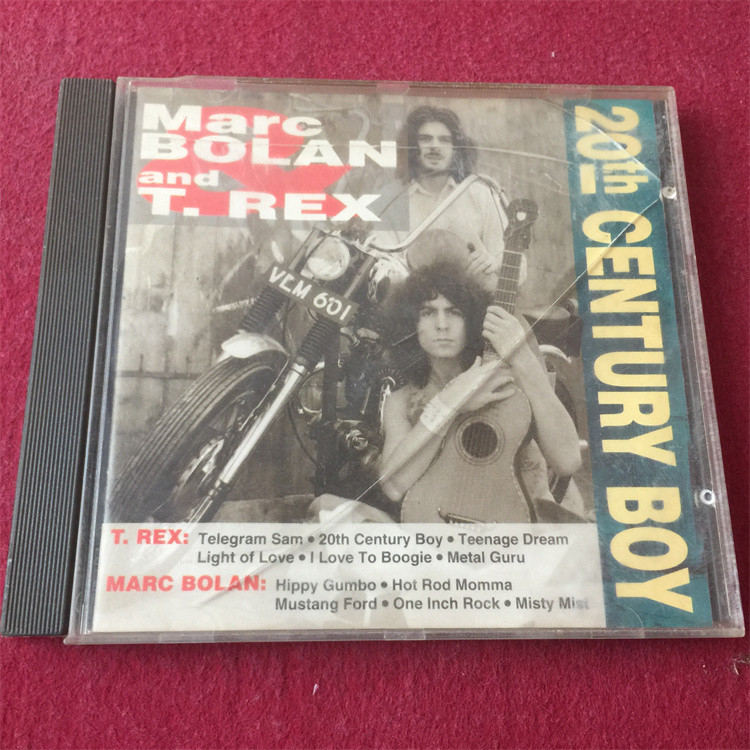 Marc
BOLAN
and
T. REX
20th CENTURY BOY
VCM 601
T. REX: Telegram Sam • 20th Century Boy • Teenage Dream
Light of Love • I Love To Boogie • Metal Guru
MARC BOLAN: Hippy Gumbo • Hot Rod Momma
Mustang Ford • One Inch Rock • Misty Mist